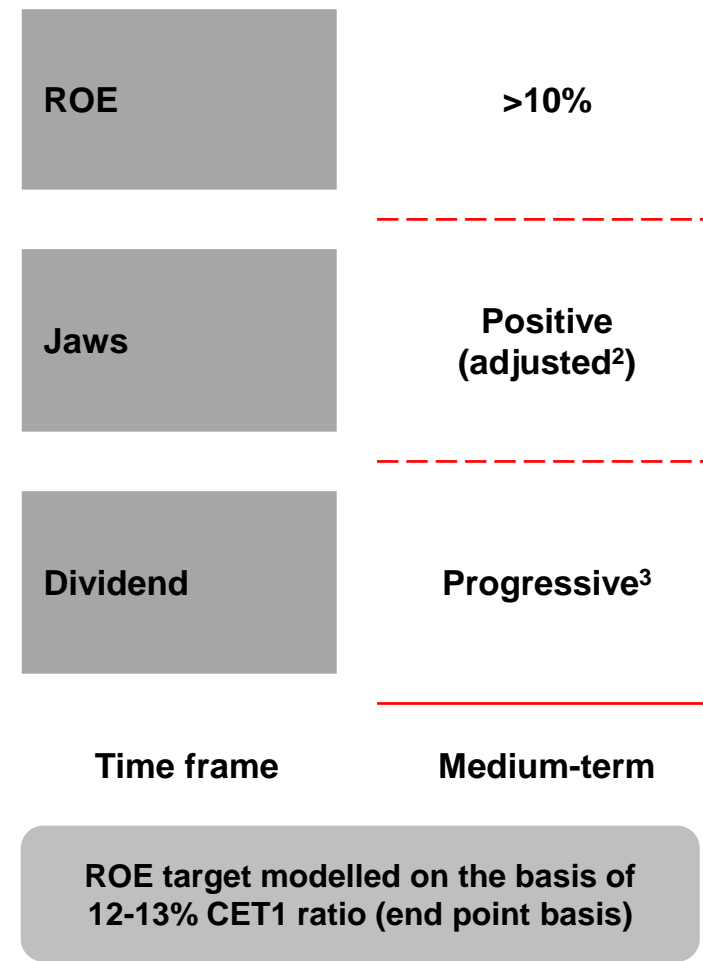 ROE
>10%
Jaws
Positive
(adjusted²)
Dividend
Progressive³
Time frame
Medium-term
ROE target modelled on the basis of
12-13% CET1 ratio (end point basis)